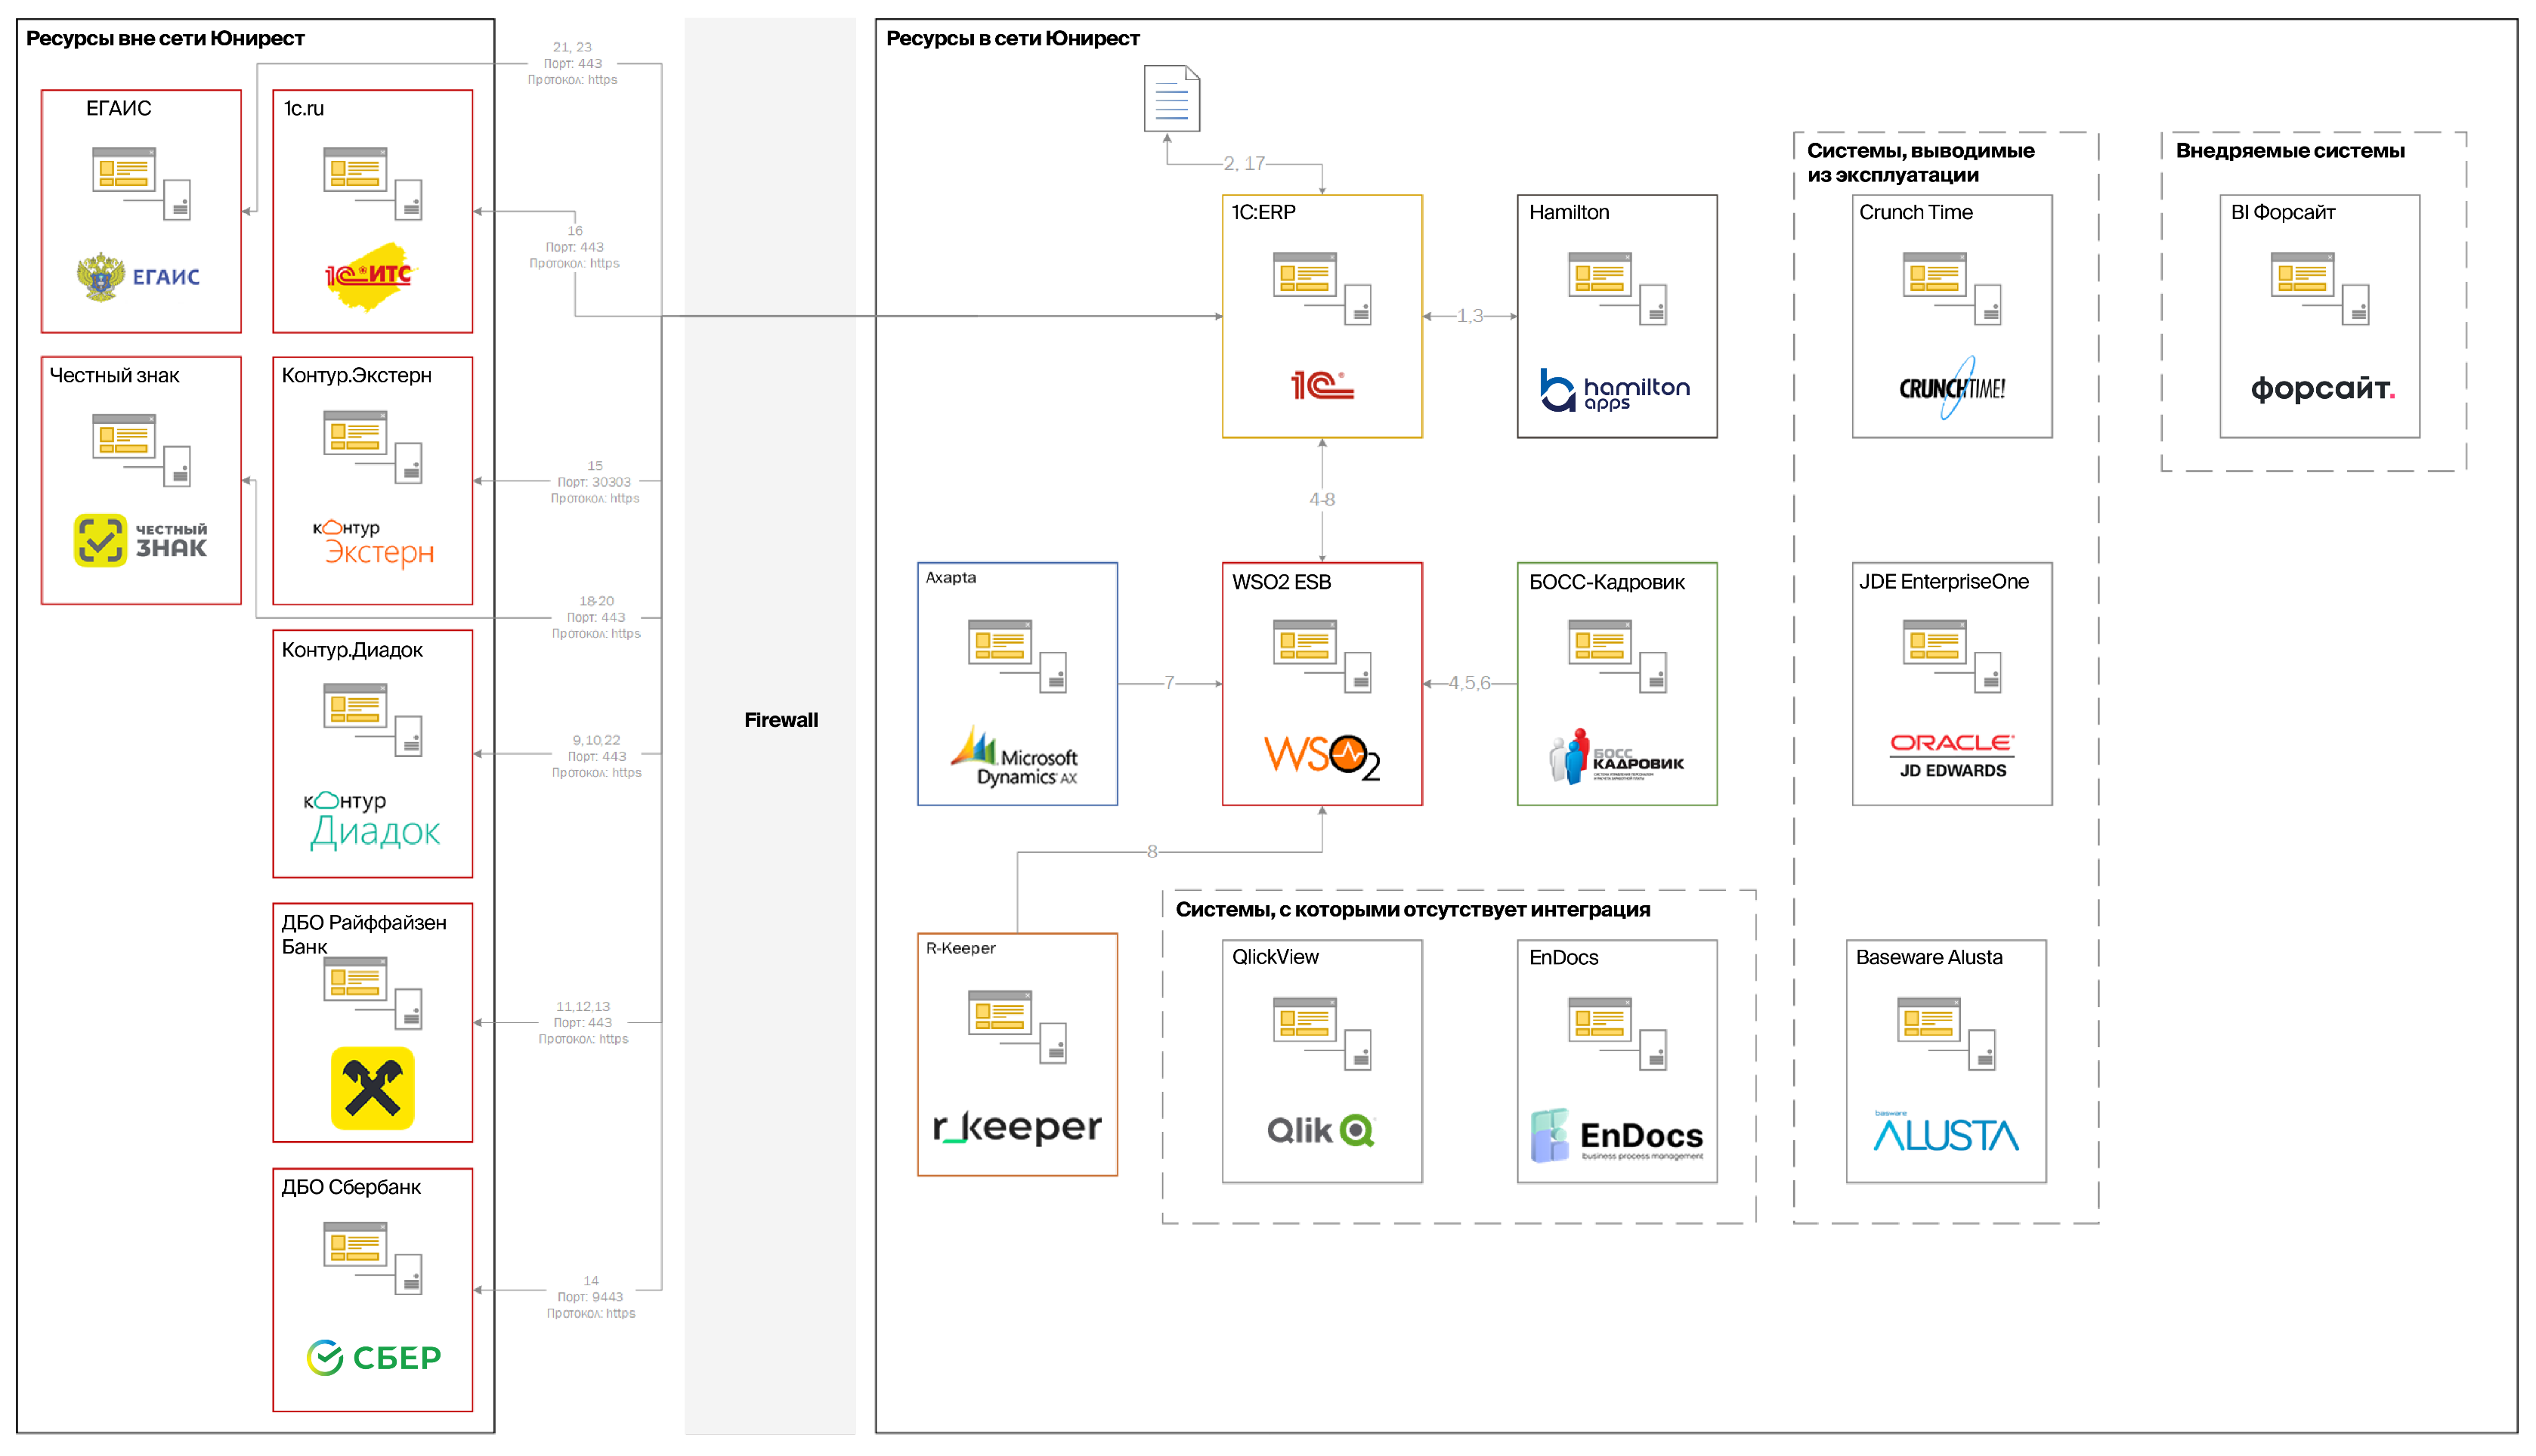 Ресурсы вне сети Юнирест
ЕГАИС
ЕГАИС
1c.ru
1С ИТС
Честный знак
ЧЕСТНЫЙ
ЗНАК
Контур.Экстерн
контур
Экстерн
Контур.Диадок
контур
Диадок
ДБО Райффайзен
Банк
ДБО Сбербанк
СБЕР
21, 23
Порт: 443
Протокол: https
16
Порт: 443
Протокол: https
15
Порт: 30303
Протокол: https
18-20
Порт: 443
Протокол: https
9,10,22
Порт: 443
Протокол: https
11,12,13
Порт: 443
Протокол: https
14
Порт: 9443
Протокол: https
Firewall
Ресурсы в сети Юнирест
2, 17
1C:ERP
1С
1,3
Hamilton
hamilton
apps
4-8
Axapta
Microsoft
Dynamics AX
7
WSO2 ESB
WSO2
4,5,6
БОСС-Кадровик
БОСС
КАДРОВИК
8
R-Keeper
r_keeper
Системы, с которыми отсутствует интеграция
QlickView
Qlik
EnDocs
EnDocs
business process management
Системы, выводимые
из эксплуатации
Crunch Time
CRUNCHTIME!
JDE EnterpriseOne
ORACLE
JD EDWARDS
Baseware Alusta
basware
ALUSTA
Внедряемые системы
BI Форсайт
форсайт.